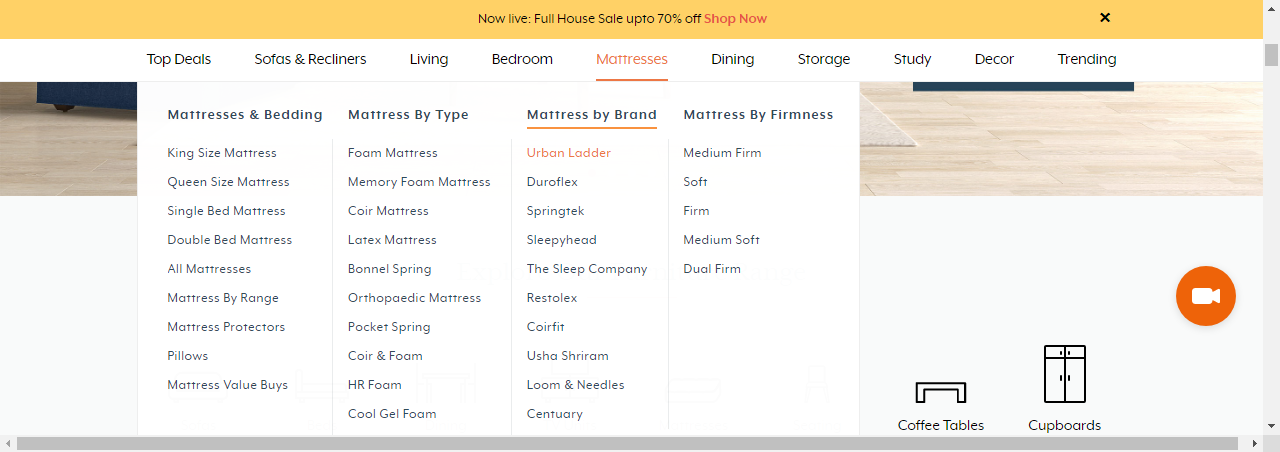 Now live: Full House Sale upto 70% off Shop Now
Top Deals
Sofas & Recliners
Living
Bedroom
Mattresses
Dining
Storage
Study
Decor
Trending
Mattresses & Bedding
King Size Mattress
Queen Size Mattress
Single Bed Mattress
Double Bed Mattress
All Mattresses
Mattress By Range
Mattress Protectors
Pillows
Mattress Value Buys
Mattress By Type
Foam Mattress
Memory Foam Mattress
Coir Mattress
Latex Mattress
Bonnel Spring
Orthopaedic Mattress
Pocket Spring
Coir & Foam
HR Foam
Cool Gel Foam
Mattress by Brand
Urban Ladder
Duroflex
Springtek
Sleepyhead
The Sleep Company
Restolex
Coirfit
Usha Shriram
Loom & Needles
Centuary
Mattress By Firmness
Medium Firm
Soft
Firm
Medium Soft
Dual Firm
Coffee Tables
Cupboards